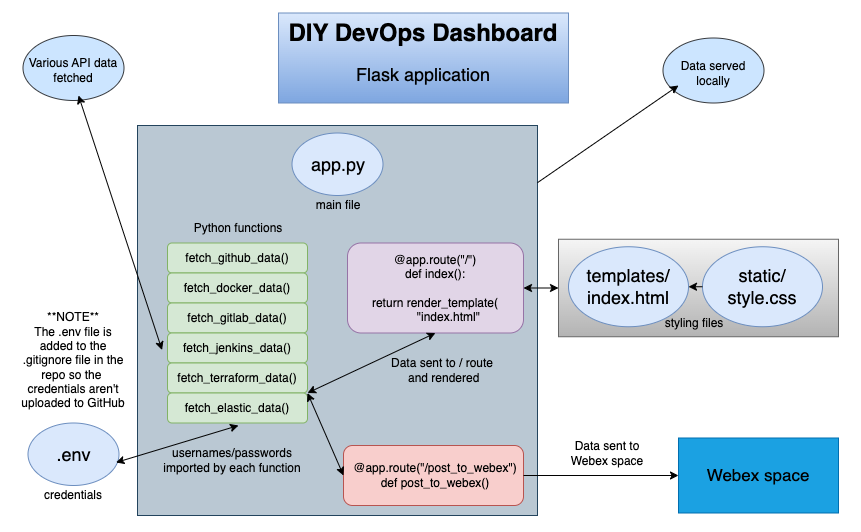 DIY DevOps Dashboard
Flask application
Various API data
fetched
Data served
locally
app.py
main file
Python functions
fetch_github_data()
fetch_docker_data()
fetch_gitlab_data()
fetch_jenkins_data()
fetch_terraform_data()
fetch_elastic_data()
@app.route("/")
def index():
return render_template(
"index.html"
templates/
index.html
static/
style.css
styling files
**NOTE**
The .env file is
added to the
.gitignore file in the
repo so the
credentials aren't
uploaded to GitHub
Data sent to / route
and rendered
.env
credentials
usernames/passwords
imported by each function
@app.route("/post_to_webex")
def post_to_webex()
Data sent to
Webex space
Webex space